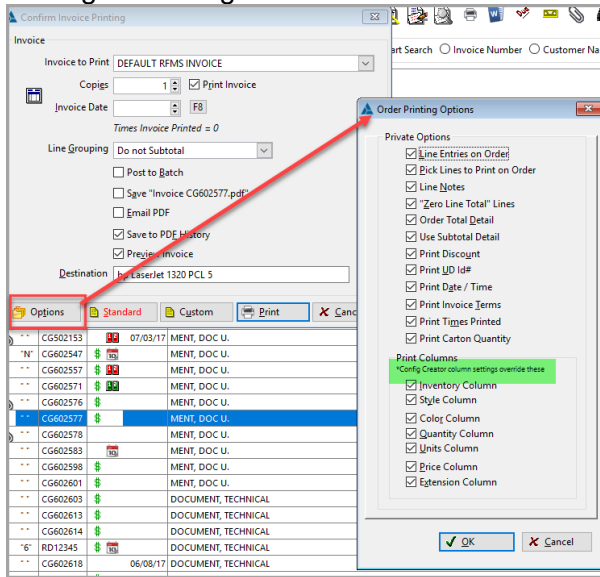 Confirm Invoice Printing
Invoice
Invoice to Print DEFAULT RFMS INVOICE
Copies 1 Print Invoice
Invoice Date F8
Times Invoice Printed = 0
Line Grouping Do not Subtotal
Post to Batch
Save "Invoice CG602577.pdf"
Email PDF
Save to PDF History
Preview Invoice
Destination hp LaserJet 1320 PCL 5
Options Standard Custom Print Canc
art Search Invoice Number Customer Na
Order Printing Options
Private Options
Line Entries on Order
Pick Lines to Print on Order
Line Notes
"Zero Line Total" Lines
Order Total Detail
Use Subtotal Detail
Print Discount
Print UD Id#
Print Date / Time
Print Invoice Terms
Print Times Printed
Print Carton Quantity
Print Columns
*Config Creator column settings override these
Inventory Column
Style Column
Color Column
Quantity Column
Units Column
Price Column
Extension Column
OK Cancel
" " CG502153 07/03/17 MENT, DOC U.
"N" CG602547 $ MENT, DOC U.
" " CG602557 $ MENT, DOC U.
" " CG602571 $ MENT, DOC U.
" " CG602576 $ MENT, DOC U.
" " CG602577 $ MENT, DOC U.
" " CG602578 MENT, DOC U.
" " CG602583 MENT, DOC U.
" " CG602598 $ MENT, DOC U.
" " CG602601 $ MENT, DOC U.
" " CG602603 DOCUMENT, TECHNICAL
" " CG602613 $ DOCUMENT, TECHNICAL
" " CG602614 $ DOCUMENT, TECHNICAL
"6" RD12345 $ DOCUMENT, TECHNICAL
" " CG602618 06/08/17 DOCUMENT, TECHNICAL